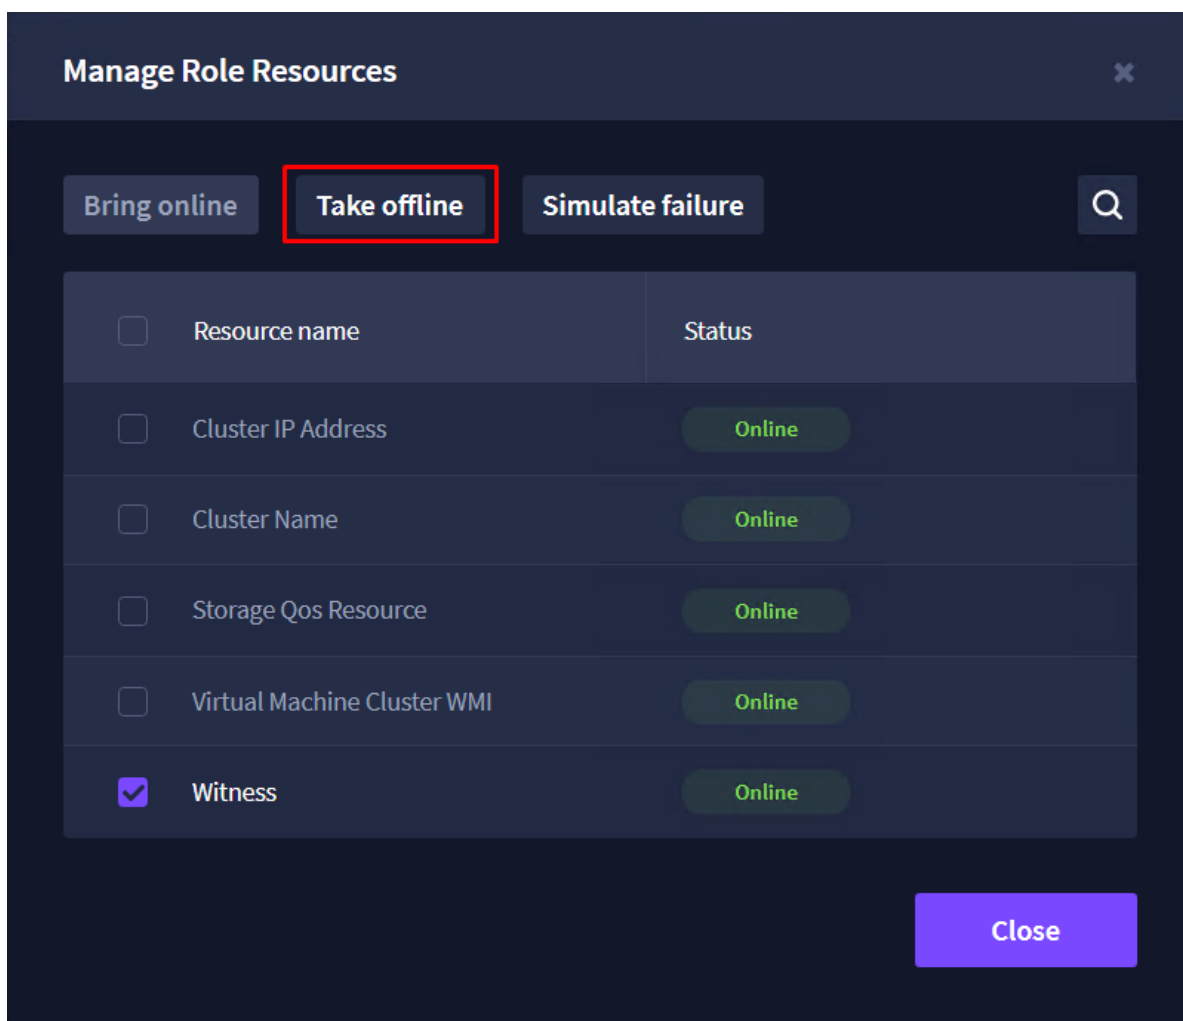 Manage Role Resources
Bring online Take offline Simulate failure
Resource name Status
Cluster IP Address Online
Cluster Name Online
Storage Qos Resource Online
Virtual Machine Cluster WMI Online
Witness Online
Close